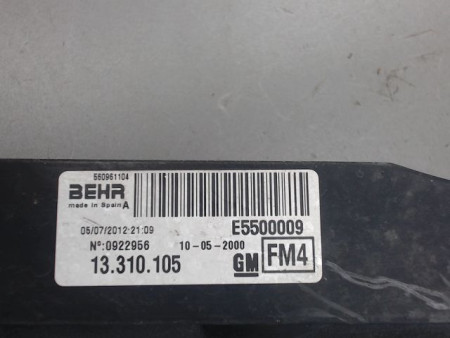 560961104
BEHR
made in Spain A
05/07/2012 21:09 E5500009
Nº:0922956 10-05-2000
13.310.105 GM FM4